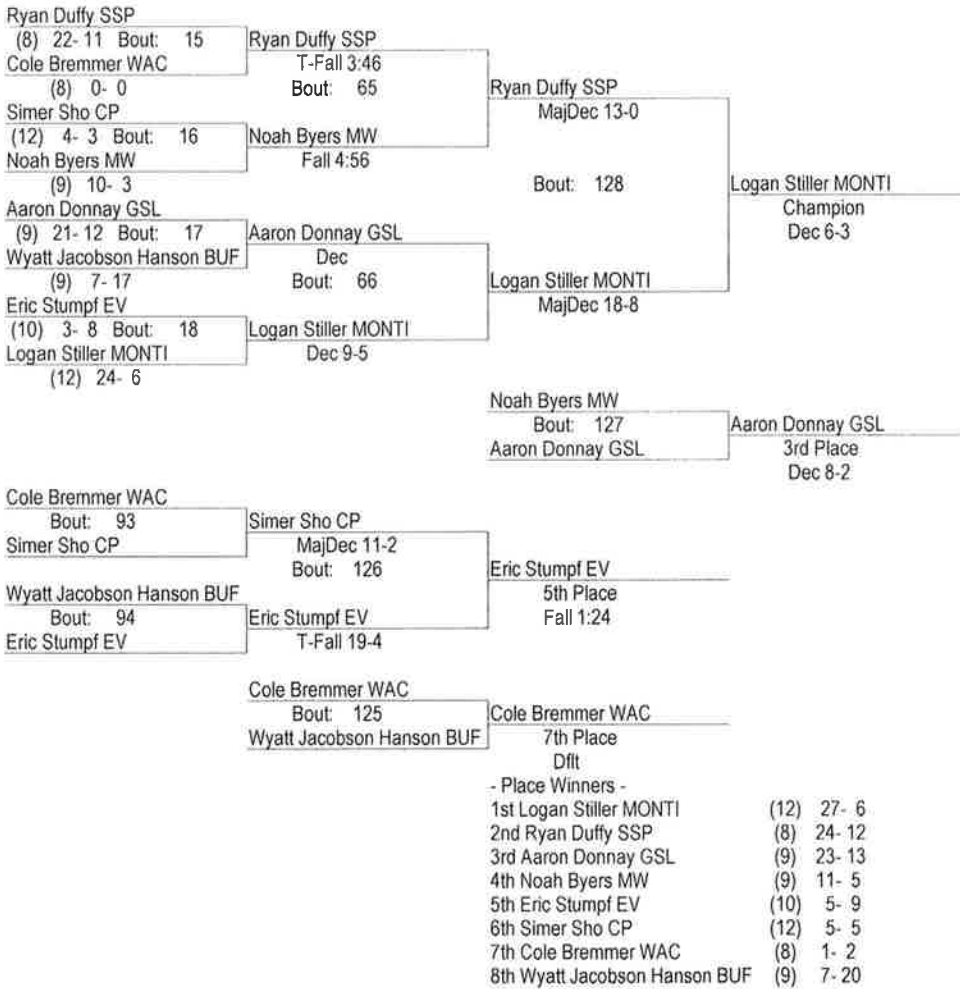 Ryan Duffy SSP
(8) 22- 11 Bout: 15
Cole Bremmer WAC
(8) 0- 0
Simer Sho CP
(12) 4- 3 Bout: 16
Noah Byers MW
(9) 10- 3
Aaron Donnay GSL
(9) 21- 12 Bout: 17
Wyatt Jacobson Hanson BUF
(9) 7- 17
Eric Stumpf EV
(10) 3- 8 Bout: 18
Logan Stiller MONTI
(12) 24- 6
Ryan Duffy SSP
T-Fall 3:46
Bout: 65
Noah Byers MW
Fall 4:56
Aaron Donnay GSL
Dec
Bout: 66
Logan Stiller MONTI
Dec 9-5
Ryan Duffy SSP
MajDec 13-0
Bout: 128
Logan Stiller MONTI
MajDec 18-8
Logan Stiller MONTI
Champion
Dec 6-3
Noah Byers MW
Bout: 127
Aaron Donnay GSL
Aaron Donnay GSL
3rd Place
Dec 8-2
Cole Bremmer WAC
Bout: 93
Simer Sho CP
Wyatt Jacobson Hanson BUF
Bout: 94
Eric Stumpf EV
Simer Sho CP
MajDec 11-2
Bout: 126
Eric Stumpf EV
T-Fall 19-4
Eric Stumpf EV
5th Place
Fall 1:24
Cole Bremmer WAC
Bout: 125
Wyatt Jacobson Hanson BUF
Cole Bremmer WAC
7th Place
Dflt
- Place Winners -
1st Logan Stiller MONTI (12) 27- 6
2nd Ryan Duffy SSP (8) 24- 12
3rd Aaron Donnay GSL (9) 23- 13
4th Noah Byers MW (9) 11- 5
5th Eric Stumpf EV (10) 5- 9
6th Simer Sho CP (12) 5- 5
7th Cole Bremmer WAC (8) 1- 2
8th Wyatt Jacobson Hanson BUF (9) 7- 20